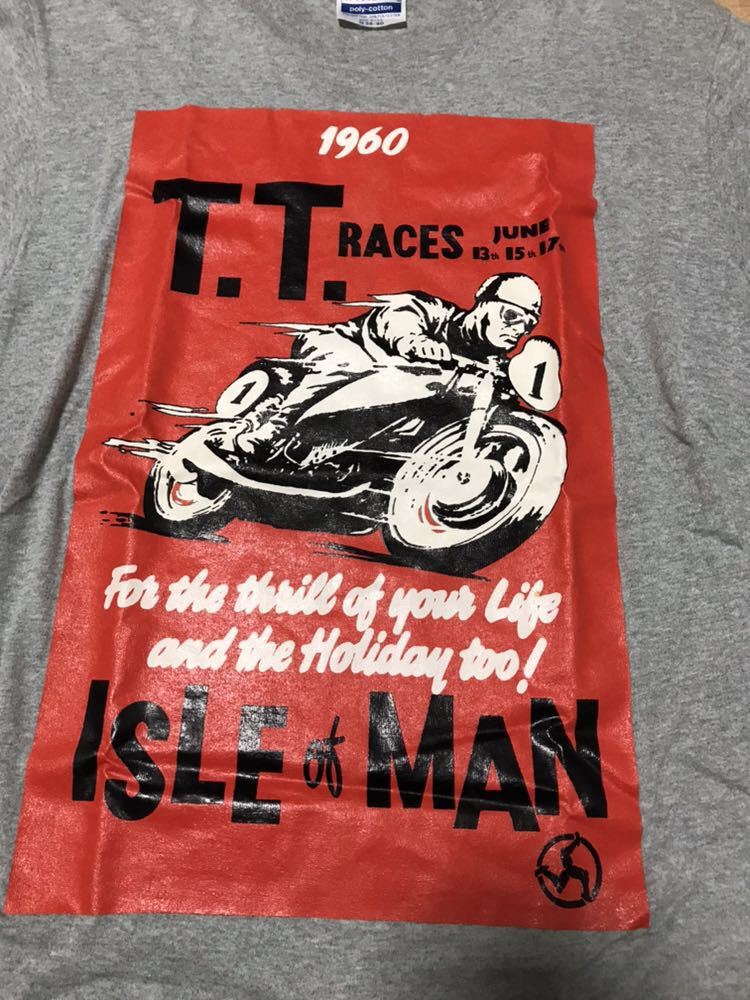 poly-cotton
1960
T.T. RACES JUNE
13th 15th 17th
1
1
For the thrill of your Life
and the Holiday too!
ISLE of MAN